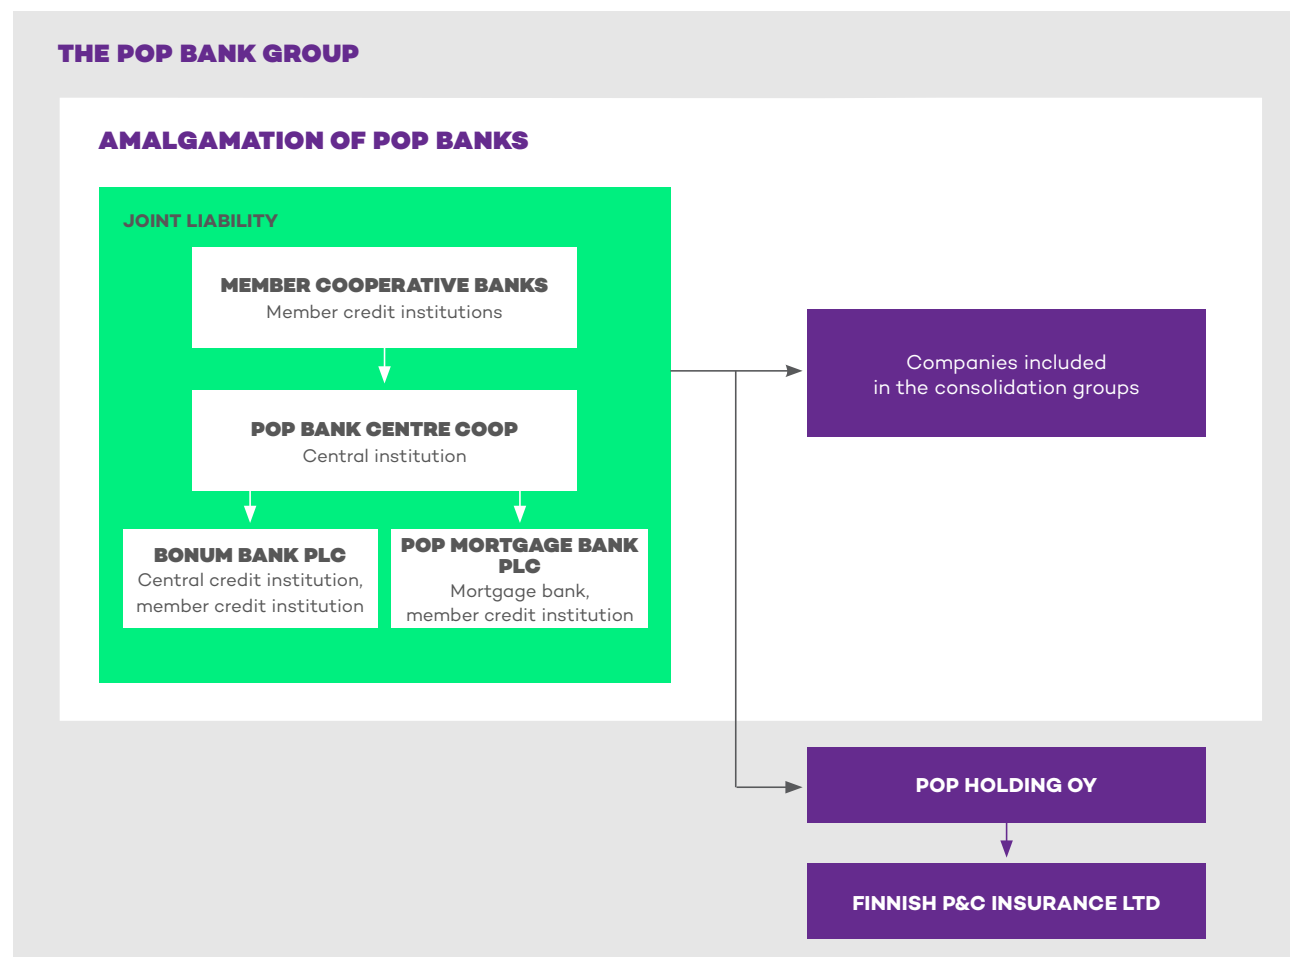 THE POP BANK GROUP
AMALGAMATION OF POP BANKS
JOINT LIABILITY
MEMBER COOPERATIVE BANKS
Member credit institutions
POP BANK CENTRE COOP
Central institution
BONUM BANK PLC
Central credit institution,
member credit institution
POP MORTGAGE BANK
PLC
Mortgage bank,
member credit institution
Companies included
in the consolidation groups
POP HOLDING OY
FINNISH P&C INSURANCE LTD